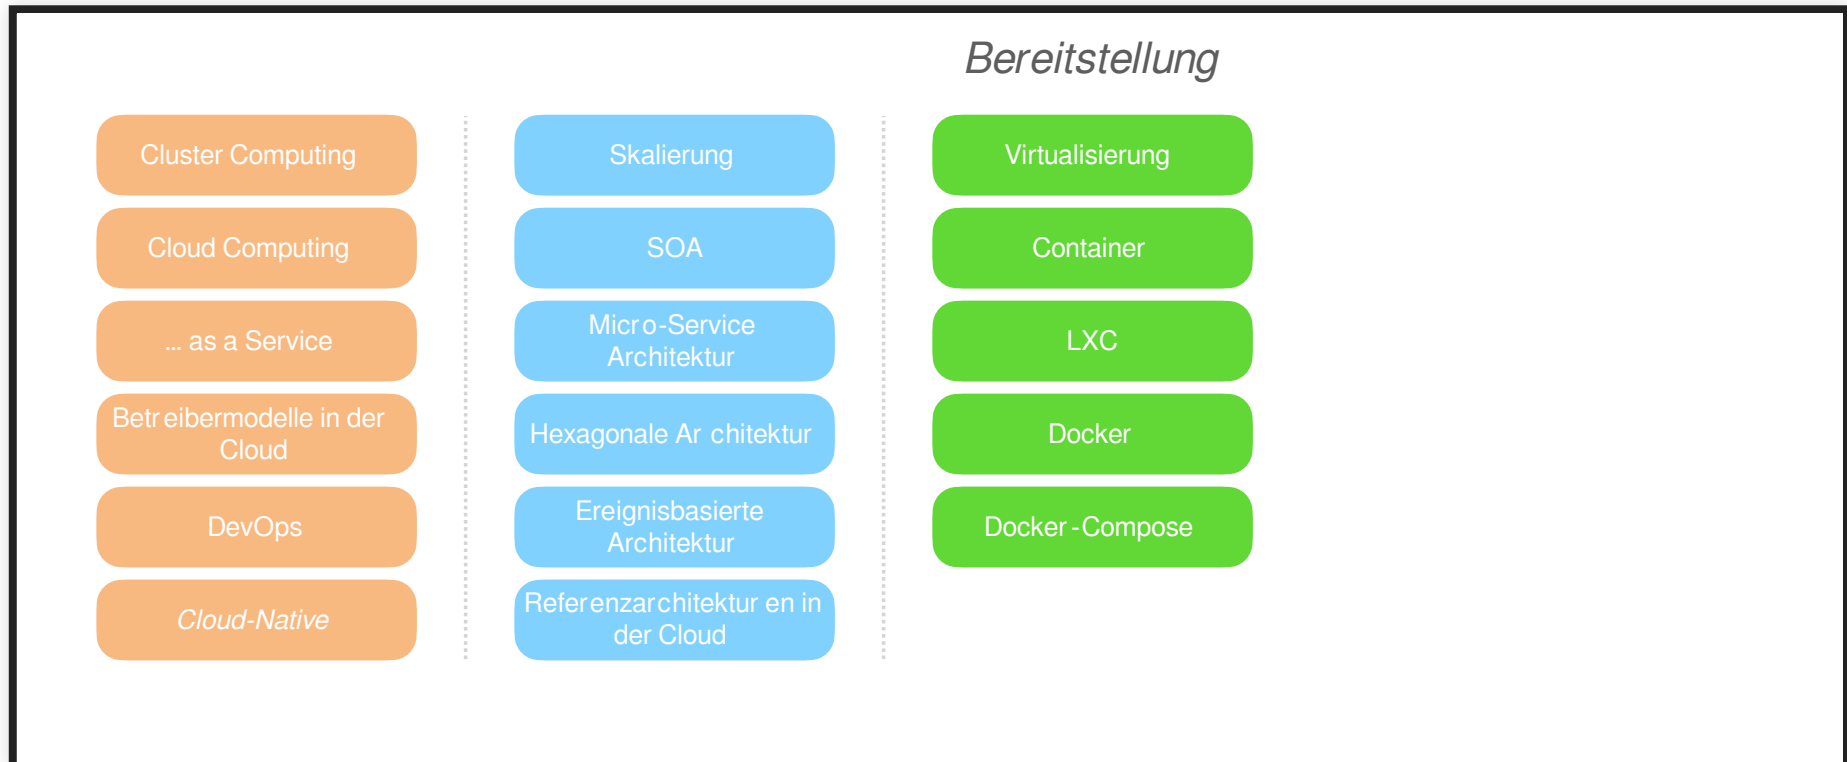 Bereitstellung
Cluster Computing
Cloud Computing
... as a Service
Betreibermodelle in der
Cloud
DevOps
Cloud-Native
Skalierung
SOA
Micro-Service
Architektur
Hexagonale Architektur
Ereignisbasierte
Architektur
Referenzarchitekturen in
der Cloud
Virtualisierung
Container
LXC
Docker
Docker-Compose